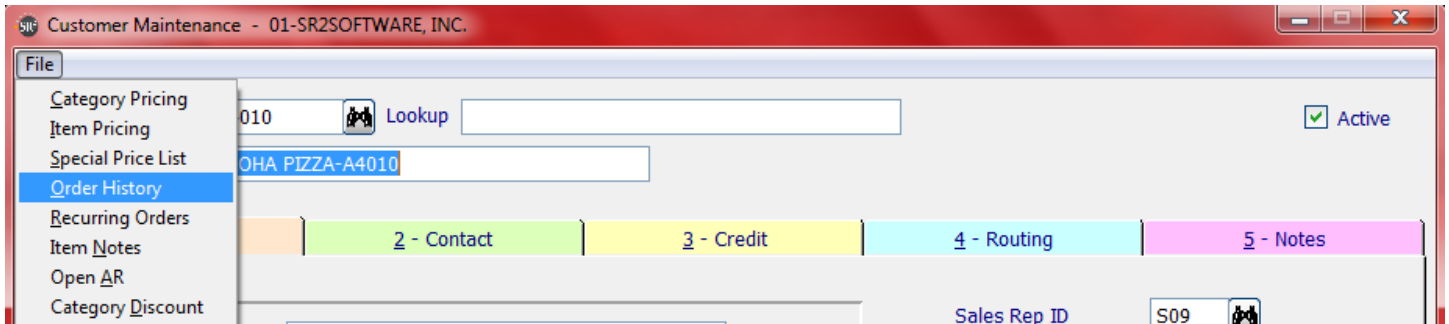 SR2 Customer Maintenance - 01-SR2SOFTWARE, INC.
File
Category Pricing
010 Lookup Active
Item Pricing
Special Price List
OHA PIZZA-A4010
Order History
Recurring Orders
2 - Contact 3 - Credit 4 - Routing 5 - Notes
Item Notes
Open AR
Category Discount
Sales Rep ID S09